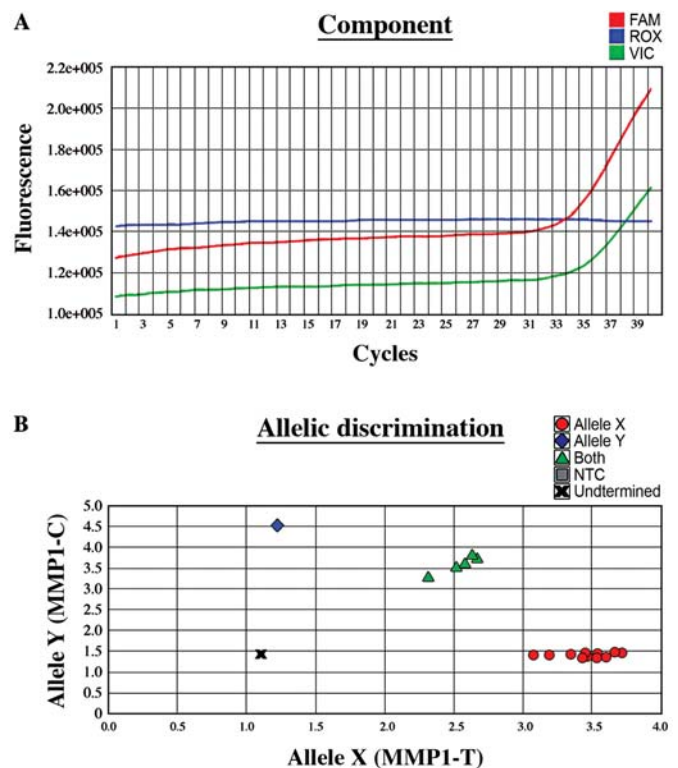 A
Component
FAM
ROX
VIC
Fluorescence
2.2e+005
2.0e+005
1.8e+005
1.6e+005
1.4e+005
1.2e+005
1.0e+005
1 3 5 7 9 11 13 15 17 19 21 23 25 27 29 31 33 35 37 39
Cycles
B
Allelic discrimination
Allele X
Allele Y
Both
NTC
Undtermined
Allele Y (MMP1-C)
5.0
4.5
4.0
3.5
3.0
2.5
2.0
1.5
1.0
0.5
0
0.0 0.5 1.0 1.5 2.0 2.5 3.0 3.5 4.0
Allele X (MMP1-T)